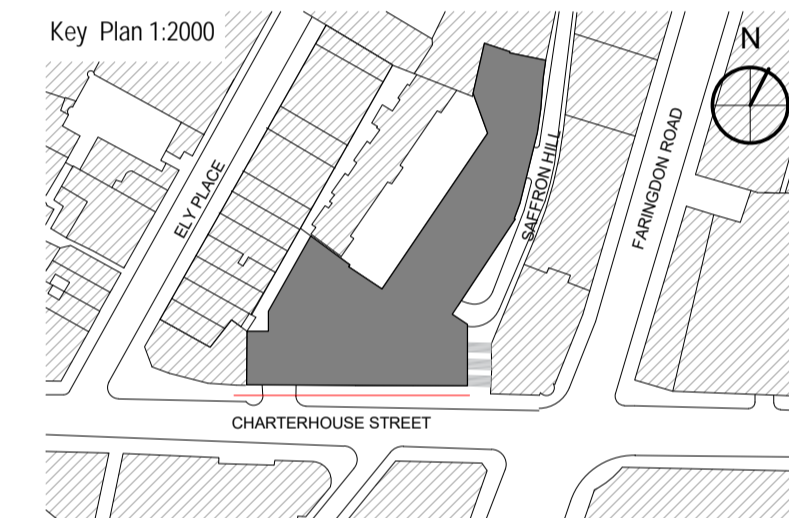 Key Plan 1:2000
N
ELY PLACE
SAFFRON HILL
FARINGDON ROAD
CHARTERHOUSE STREET